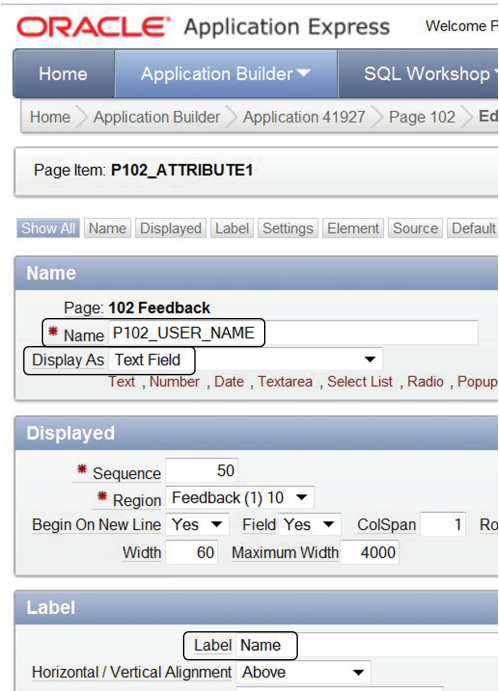 ORACLE Application Express Welcome
Home Application Builder SQL Workshop
Home Application Builder Application 41927 Page 102
Page Item: P102_ATTRIBUTE1
Show All Name Displayed Label Settings Element Source Default
Name
Page: 102 Feedback
* Name P102_USER_NAME
Display As Text Field
Text , Number , Date , Textarea , Select List , Radio , Popup
Displayed
* Sequence 50
* Region Feedback (1) 10
Begin On New Line Yes Field Yes ColSpan 1
Width 60 Maximum Width 4000
Label
Label Name
Horizontal / Vertical Alignment Above